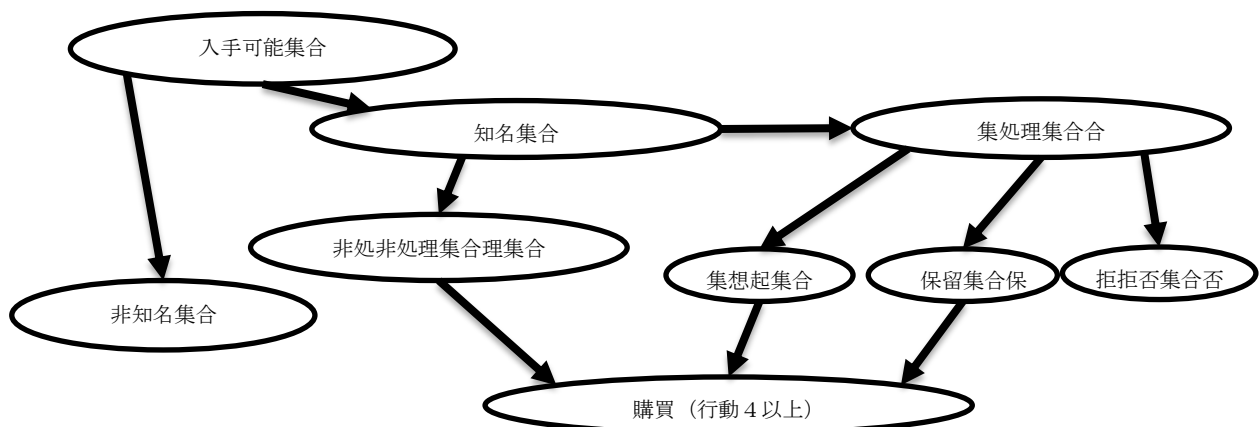 入手可能集合
知名集合
集処理集合合
非処非処理集合理集合
集想起集合
保留集合保
拒拒否集合否
非知名集合
購買（行動４以上）